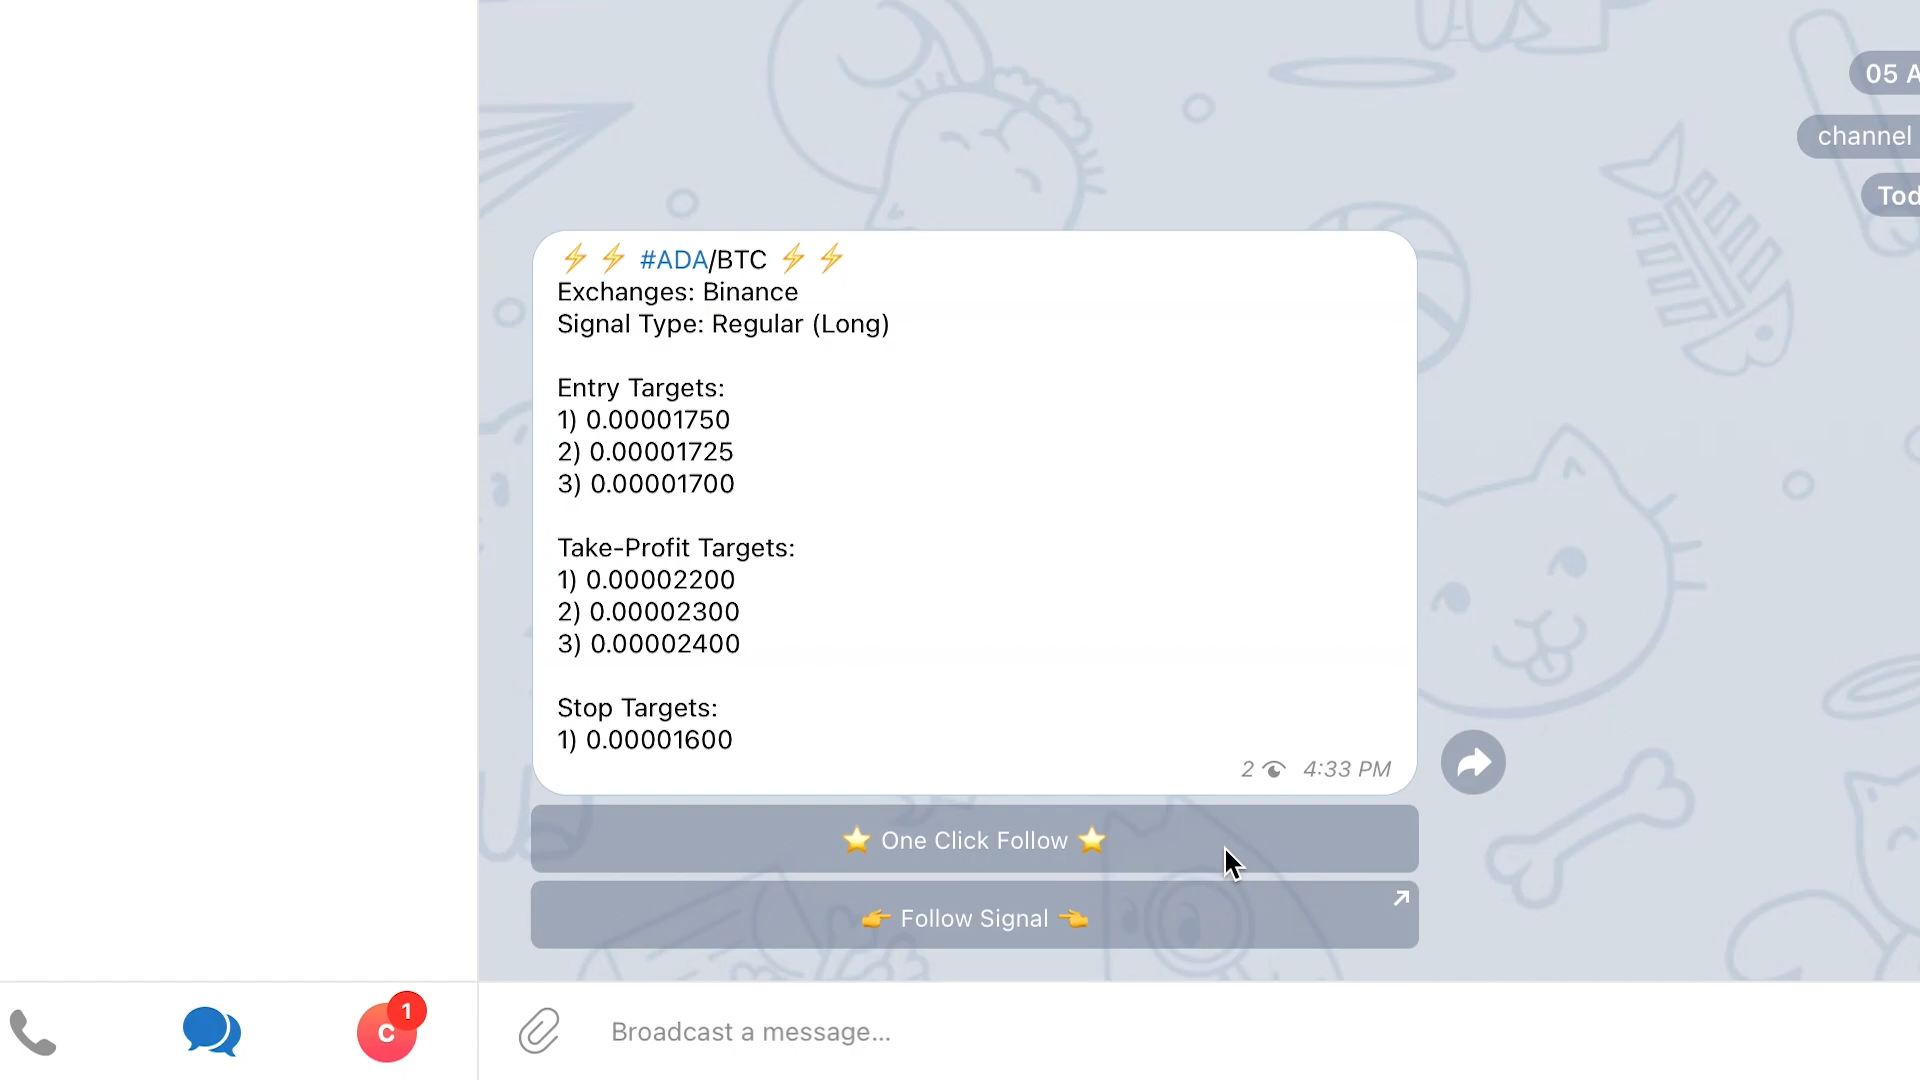 05 A
channel
Tod
⚡ ⚡ #ADA/BTC ⚡ ⚡
Exchanges: Binance
Signal Type: Regular (Long)
Entry Targets:
1) 0.00001750
2) 0.00001725
3) 0.00001700
Take-Profit Targets:
1) 0.00002200
2) 0.00002300
3) 0.00002400
Stop Targets:
1) 0.00001600
2 4:33 PM
⭐ One Click Follow ⭐
👉 Follow Signal 👈
C 1
Broadcast a message...